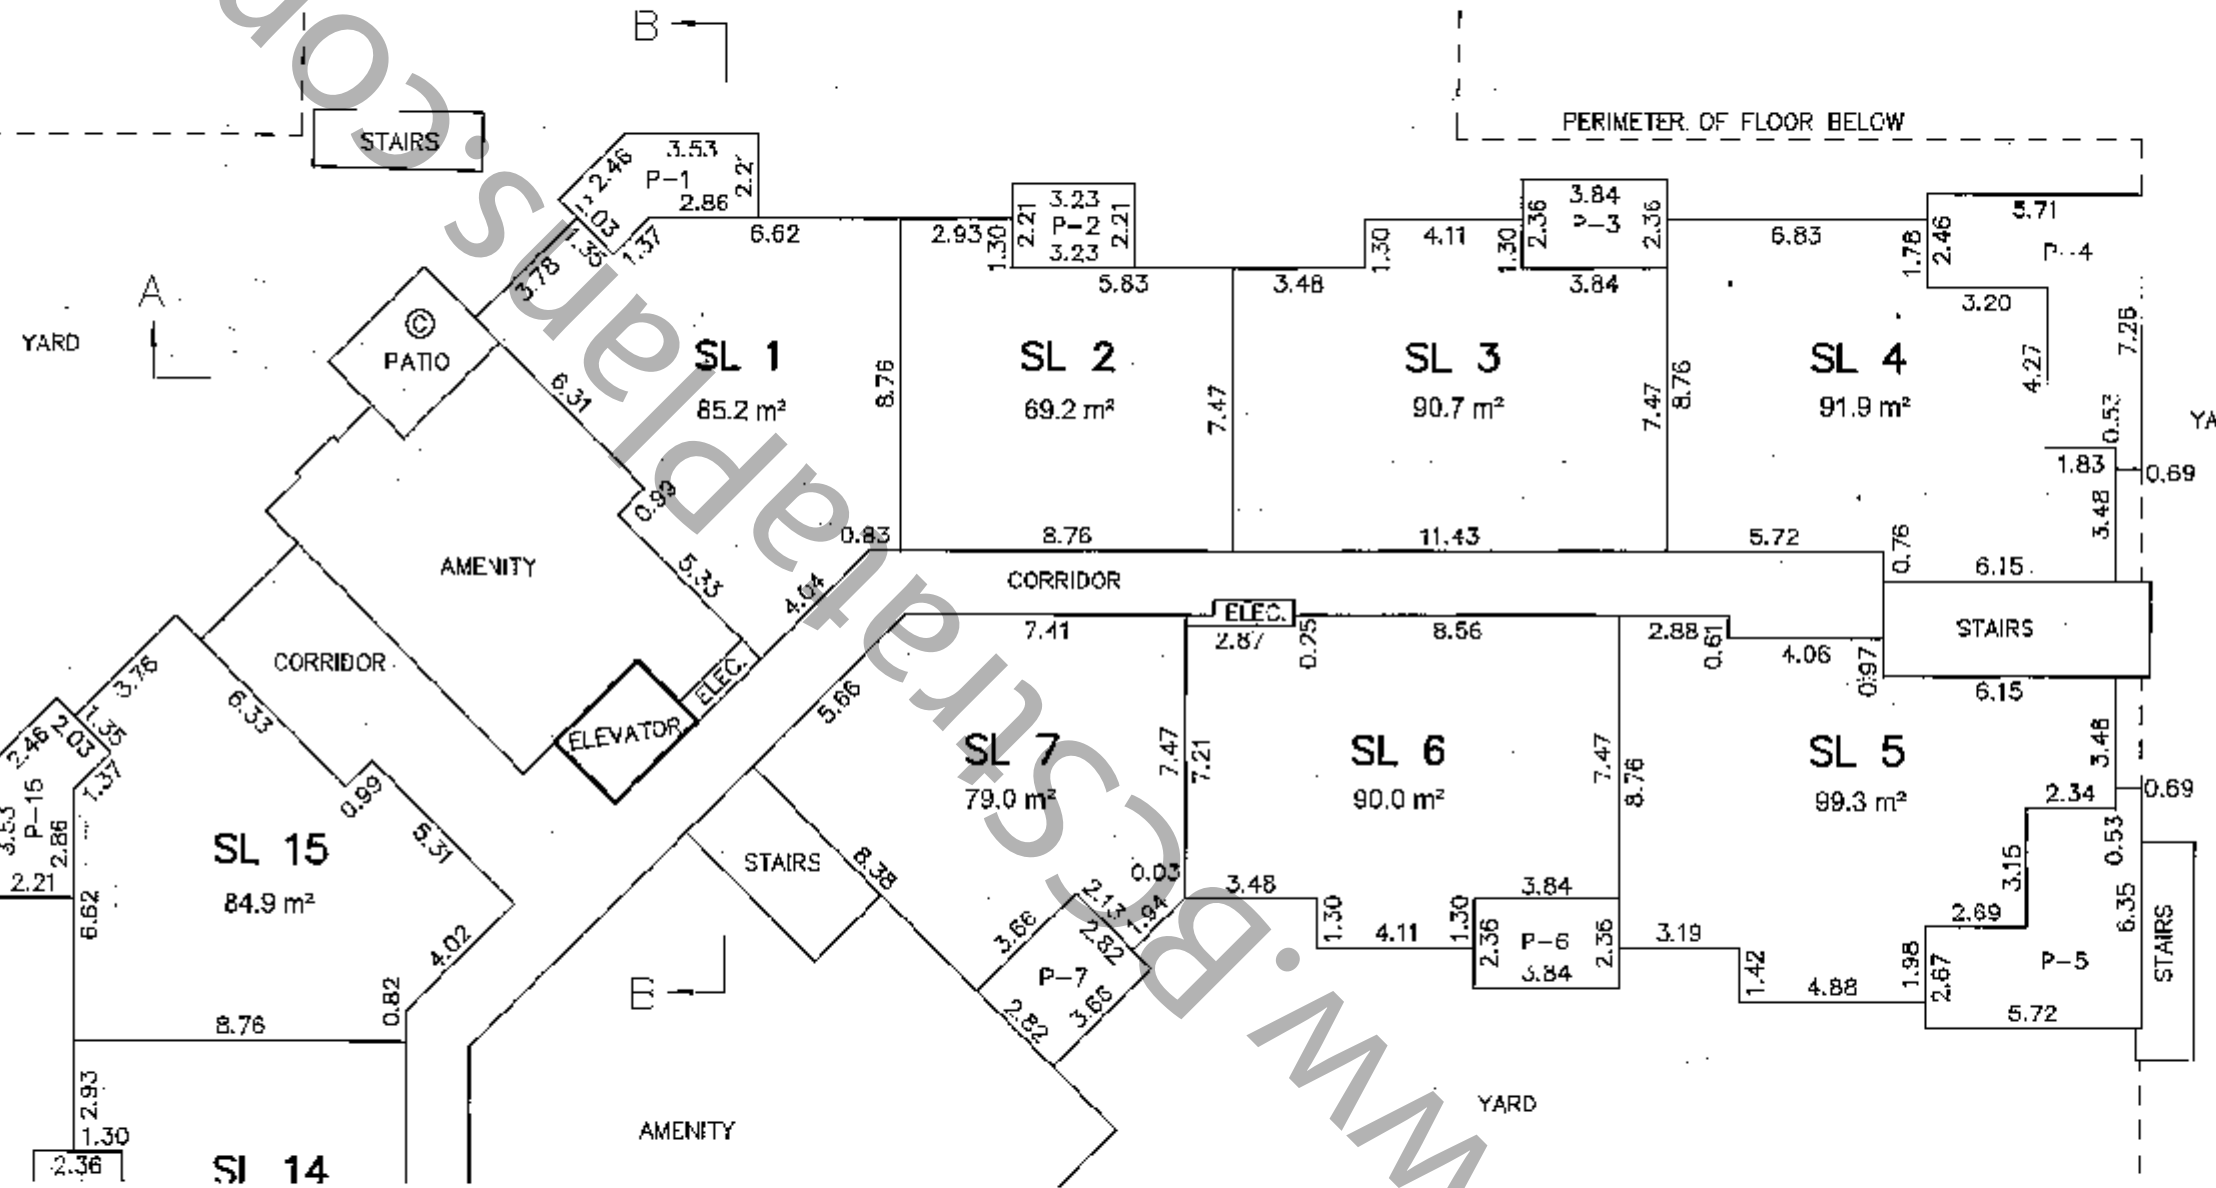 B
STAIRS
PERIMETER OF FLOOR BELOW
2.46
3.53
P-1
2.86
2.03
1.35
1.37
3.78
6.62
2.93
1.30
2.21
3.23
P-2
3.23
2.21
5.83
3.48
1.30
4.11
1.30
2.36
3.84
P-3
2.36
3.84
6.83
1.78
2.46
5.71
P-4
3.20
4.27
7.26
0.53
1.83
0.69
3.48
A
YARD
©
PATIO
6.31
SL 1
85.2 m²
8.76
SL 2
69.2 m²
7.47
SL 3
90.7 m²
7.47
8.76
SL 4
91.9 m²
YA
0.99
5.33
0.83
4.04
8.76
11.43
5.72
0.76
6.15
AMENITY
CORRIDOR
ELEC.
7.41
2.87
0.25
8.56
2.88
0.61
4.06
0.97
STAIRS
6.15
CORRIDOR
ELEC.
ELEVATOR
5.66
3.76
6.33
1.35
2.03
2.46
1.37
P-15
2.86
2.21
6.62
0.99
5.31
SL 15
84.9 m²
4.02
0.82
8.76
SL 7
79.0 m²
7.47
7.21
SL 6
90.0 m²
7.47
8.76
SL 5
99.3 m²
3.48
0.69
2.34
0.53
3.15
6.35
STAIRS
STAIRS
8.38
0.03
2.13
1.94
3.66
2.82
P-7
3.66
2.82
3.48
1.30
4.11
1.30
2.36
3.84
P-6
3.84
2.36
3.19
1.42
4.88
1.98
2.67
2.69
P-5
5.72
B
2.93
1.30
2.36
SL 14
AMENITY
YARD
w.BCStrataPlans.co